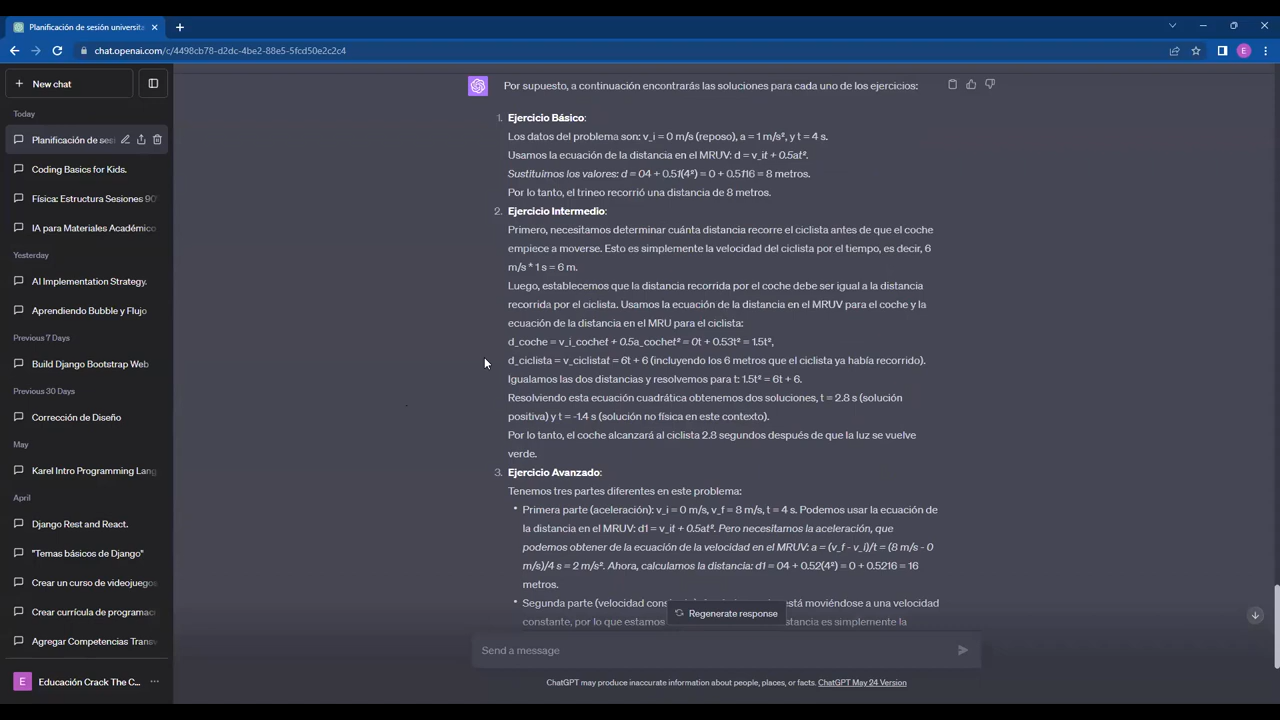 Planificación de sesión universita
chat.openai.com/c/4498cb78-d2dc-4be2-88e5-5fcd50e2c2c4
E
New chat
Today
Planificación de sesi
Coding Basics for Kids.
Física: Estructura Sesiones 90'
IA para Materiales Académico
Yesterday
AI Implementation Strategy.
Aprendiendo Bubble y Flujo
Previous 7 Days
Build Django Bootstrap Web
Previous 30 Days
Corrección de Diseño
May
Karel Intro Programming Lang
April
Django Rest and React.
"Temas básicos de Django"
Crear un curso de videojuegos
Crear currícula de programaci
Agregar Competencias Transv
E Educación Crack The C...
Por supuesto, a continuación encontrarás las soluciones para cada uno de los ejercicios:
1. Ejercicio Básico:
Los datos del problema son: v_i = 0 m/s (reposo), a = 1 m/s², y t = 4 s.
Usamos la ecuación de la distancia en el MRUV: d = v_it + 0.5at².
Sustituimos los valores: d = 04 + 0.51(4²) = 0 + 0.5116 = 8 metros.
Por lo tanto, el trineo recorrió una distancia de 8 metros.
2. Ejercicio Intermedio:
Primero, necesitamos determinar cuánta distancia recorre el ciclista antes de que el coche
empiece a moverse. Esto es simplemente la velocidad del ciclista por el tiempo, es decir, 6
m/s * 1 s = 6 m.
Luego, establecemos que la distancia recorrida por el coche debe ser igual a la distancia
recorrida por el ciclista. Usamos la ecuación de la distancia en el MRUV para el coche y la
ecuación de la distancia en el MRU para el ciclista:
d_coche = v_i_cochet + 0.5a_cochet² = 0t + 0.53t² = 1.5t²,
d_ciclista = v_ciclistat = 6t + 6 (incluyendo los 6 metros que el ciclista ya había recorrido).
Igualamos las dos distancias y resolvemos para t: 1.5t² = 6t + 6.
Resolviendo esta ecuación cuadrática obtenemos dos soluciones, t = 2.8 s (solución
positiva) y t = -1.4 s (solución no física en este contexto).
Por lo tanto, el coche alcanzará al ciclista 2.8 segundos después de que la luz se vuelve
verde.
3. Ejercicio Avanzado:
Tenemos tres partes diferentes en este problema:
• Primera parte (aceleración): v_i = 0 m/s, v_f = 8 m/s, t = 4 s. Podemos usar la ecuación de
la distancia en el MRUV: d1 = v_it + 0.5at². Pero necesitamos la aceleración, que
podemos obtener de la ecuación de la velocidad en el MRUV: a = (v_f - v_i)/t = (8 m/s - 0
m/s)/4 s = 2 m/s². Ahora, calculamos la distancia: d1 = 04 + 0.52(4²) = 0 + 0.5216 = 16
metros.
• Segunda parte (velocidad cons está moviéndose a una velocidad
constante, por lo que estamos stancia es simplemente la
Regenerate response
Send a message
ChatGPT may produce inaccurate information about people, places, or facts. ChatGPT May 24 Version